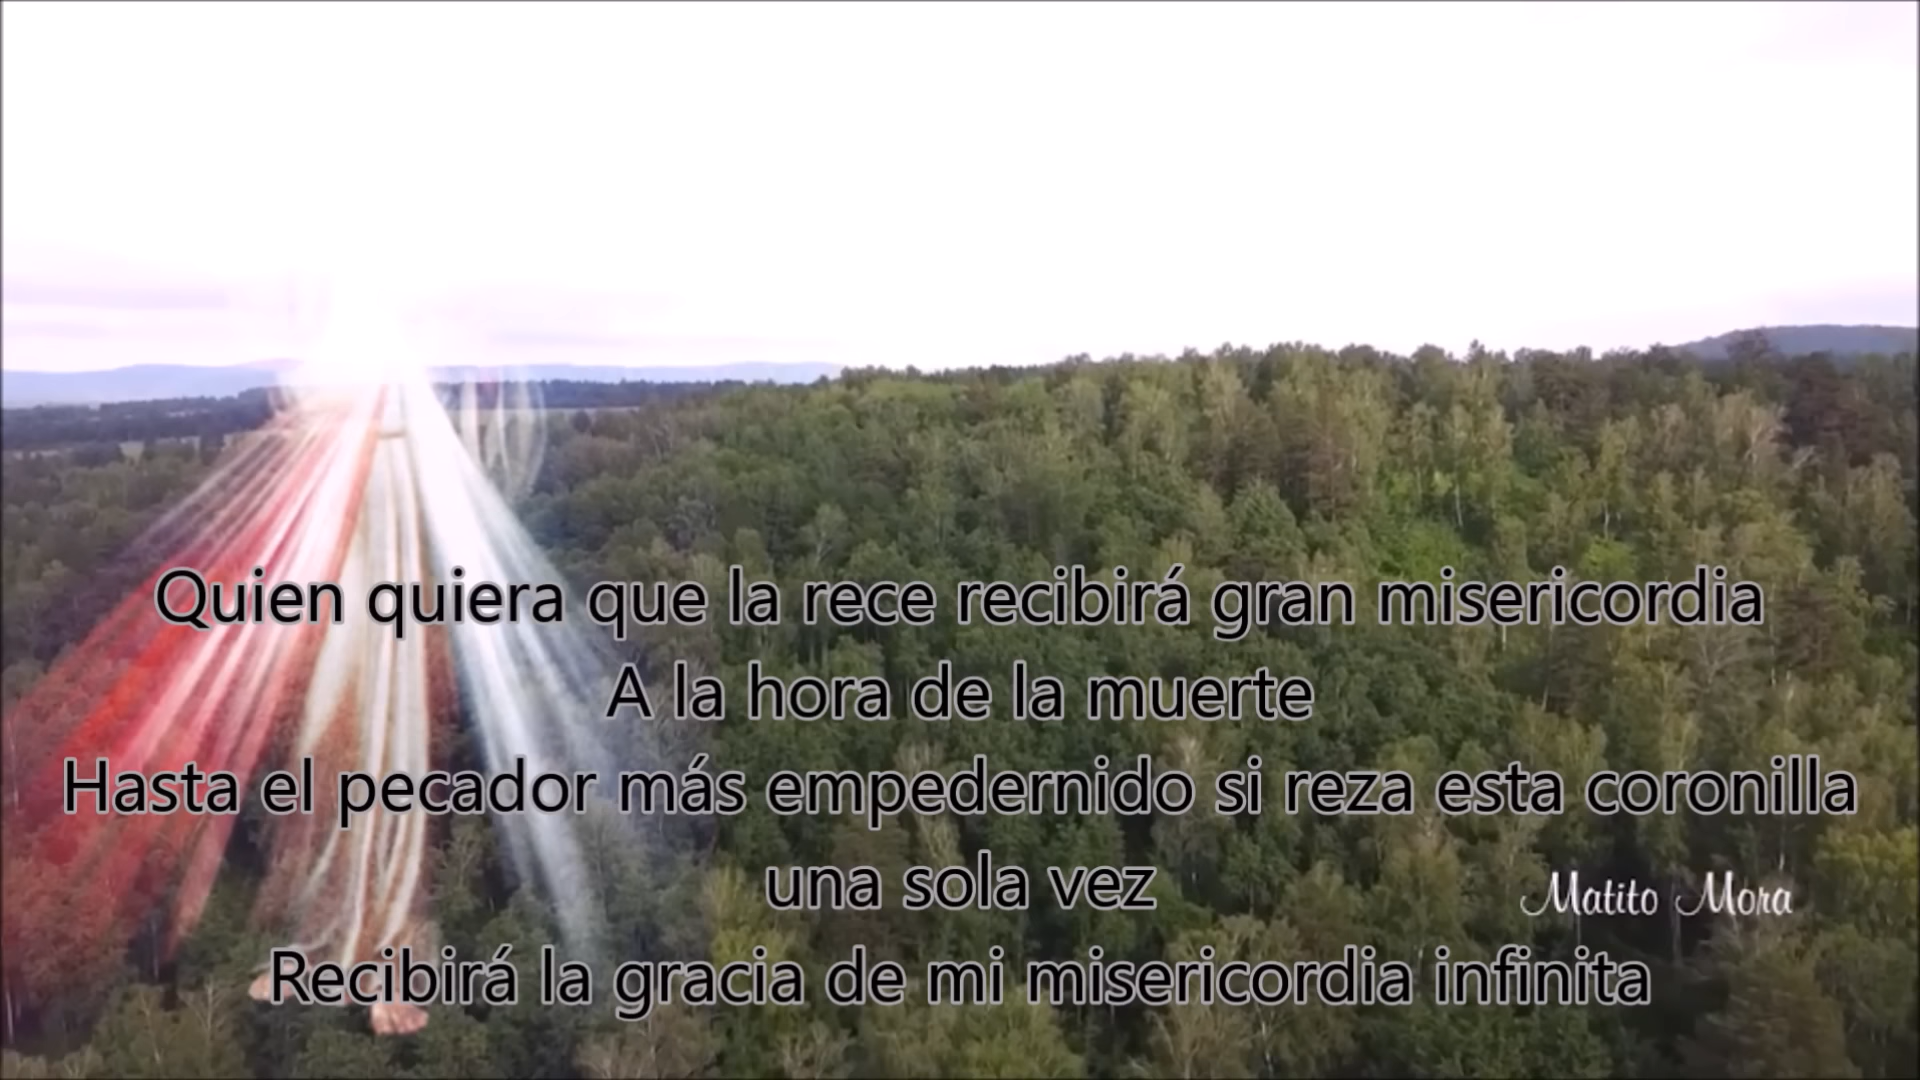 Quien quiera que la rece recibirá gran misericordia
A la hora de la muerte
Hasta el pecador más empedernido si reza esta coronilla
una sola vez
Matito Mora
Recibirá la gracia de mi misericordia infinita